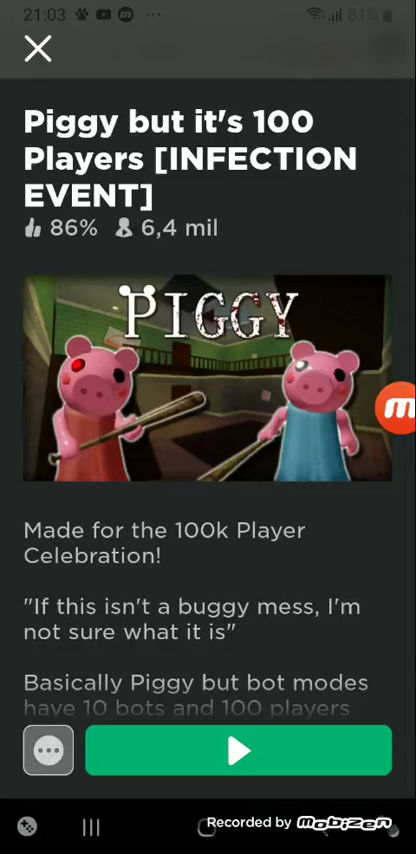 21:03
81%
Piggy but it's 100
Players [INFECTION
EVENT]
86% 6,4 mil
PIGGY
Made for the 100k Player
Celebration!
"If this isn't a buggy mess, I'm
not sure what it is"
Basically Piggy but bot modes
have 10 bots and 100 players
Recorded by mobizen